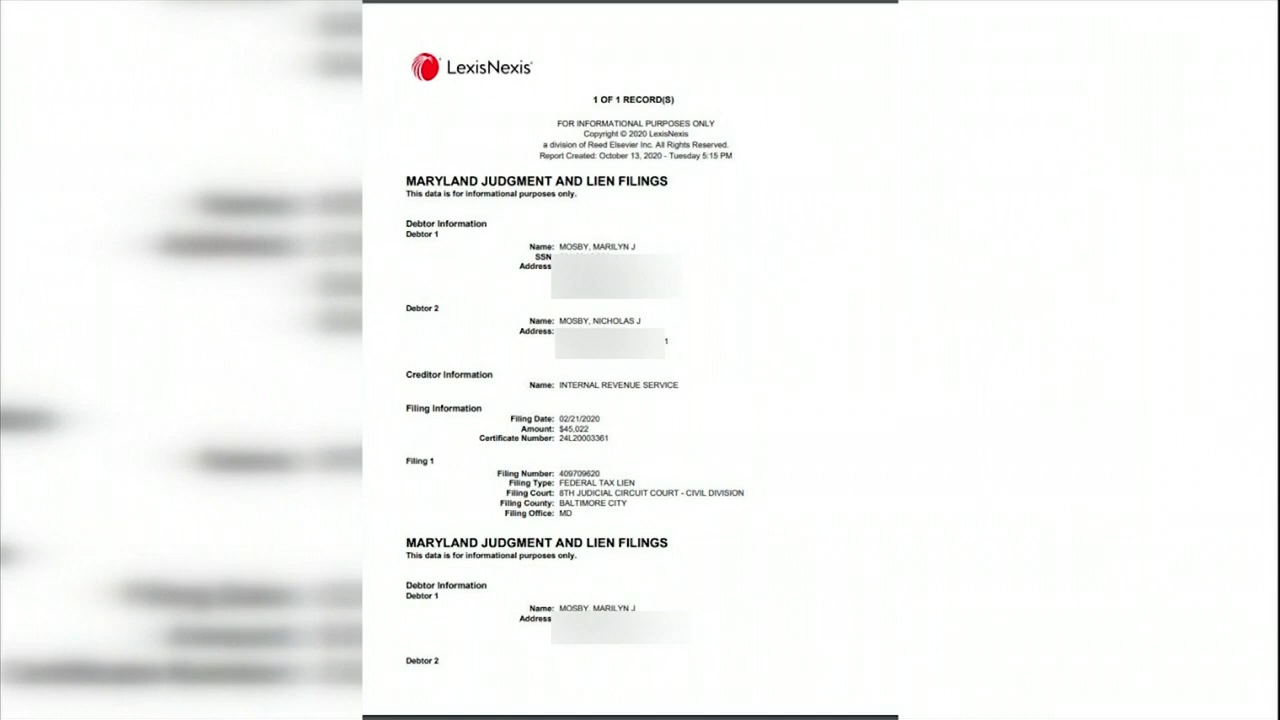 LexisNexis®
1 OF 1 RECORD(S)
FOR INFORMATIONAL PURPOSES ONLY
Copyright © 2020 LexisNexis
a division of Reed Elsevier Inc. All Rights Reserved.
Report Created: October 13, 2020 - Tuesday 5:15 PM
MARYLAND JUDGMENT AND LIEN FILINGS
This data is for informational purposes only.
Debtor Information
Debtor 1
Name: MOSBY, MARILYN J
SSN
Address
Debtor 2
Name: MOSBY, NICHOLAS J
Address:
1
Creditor Information
Name: INTERNAL REVENUE SERVICE
Filing Information
Filing Date: 02/21/2020
Amount: $45,022
Certificate Number: 24L20003361
Filing 1
Filing Number: 409709620
Filing Type: FEDERAL TAX LIEN
Filing Court: 8TH JUDICIAL CIRCUIT COURT - CIVIL DIVISION
Filing County: BALTIMORE CITY
Filing Office: MD
MARYLAND JUDGMENT AND LIEN FILINGS
This data is for informational purposes only.
Debtor Information
Debtor 1
Name: MOSBY, MARILYN J
Address
Debtor 2